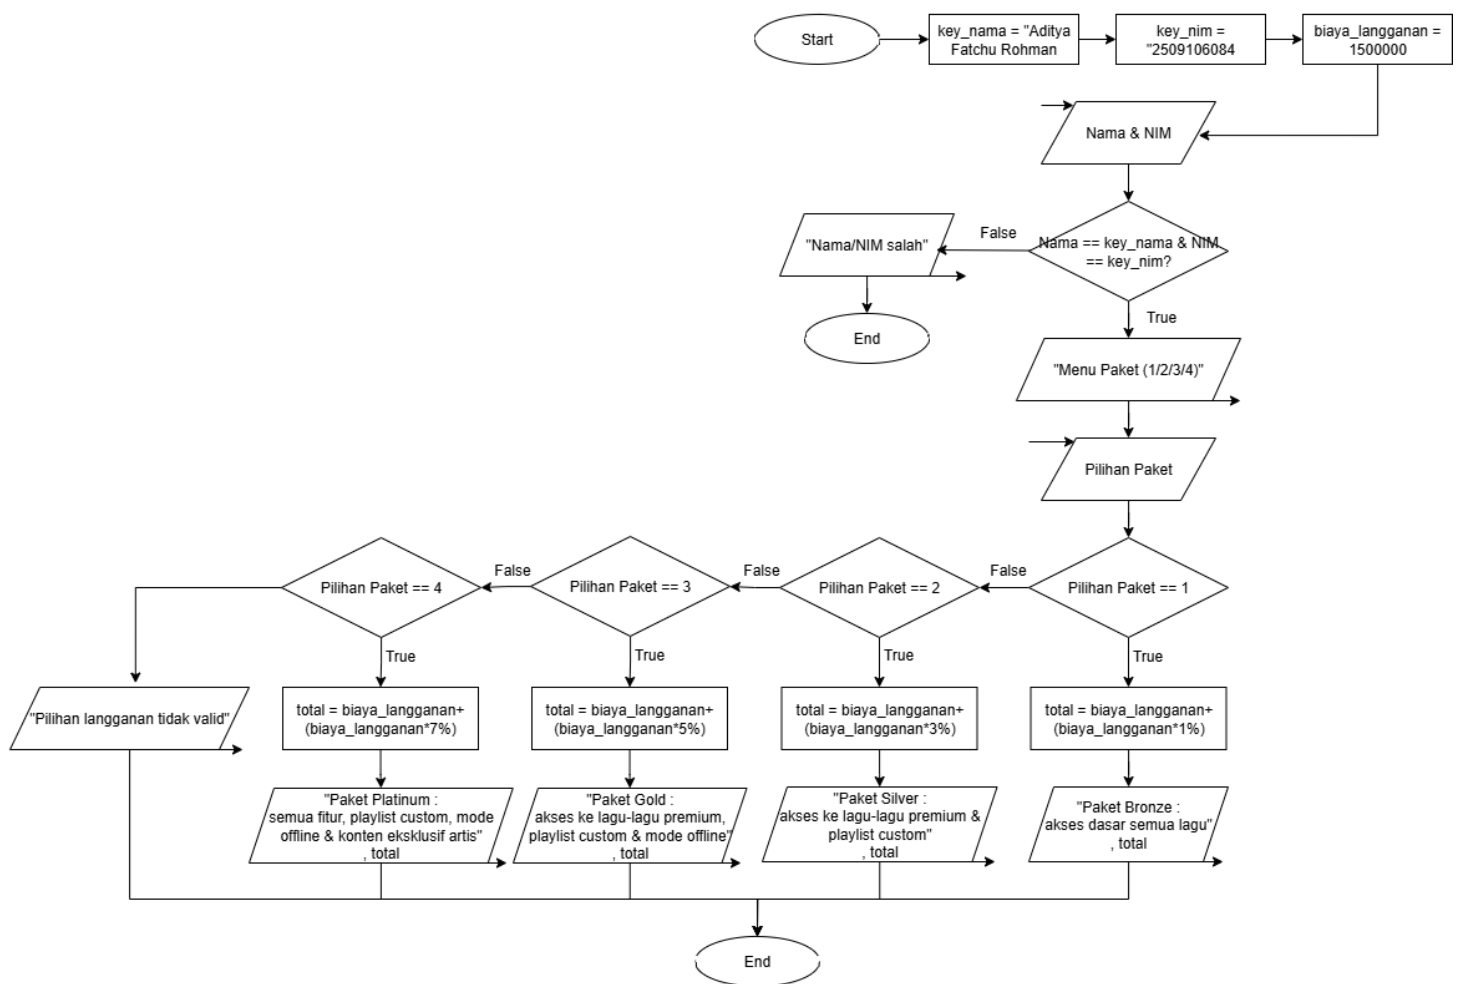 Start
key_nama = "Aditya
Fatchu Rohman
key_nim =
"2509106084
biaya_langganan =
1500000
Nama & NIM
Nama == key_nama & NIM
== key_nim?
False
"Nama/NIM salah"
End
True
"Menu Paket (1/2/3/4)"
Pilihan Paket
Pilihan Paket == 1
False
Pilihan Paket == 2
False
Pilihan Paket == 3
False
Pilihan Paket == 4
True
True
True
True
"Pilihan langganan tidak valid"
total = biaya_langganan+
(biaya_langganan*7%)
total = biaya_langganan+
(biaya_langganan*5%)
total = biaya_langganan+
(biaya_langganan*3%)
total = biaya_langganan+
(biaya_langganan*1%)
"Paket Platinum :
semua fitur, playlist custom, mode
offline & konten eksklusif artis"
, total
"Paket Gold :
akses ke lagu-lagu premium,
playlist custom & mode offline"
, total
"Paket Silver :
akses ke lagu-lagu premium &
playlist custom"
, total
"Paket Bronze :
akses dasar semua lagu"
, total
End